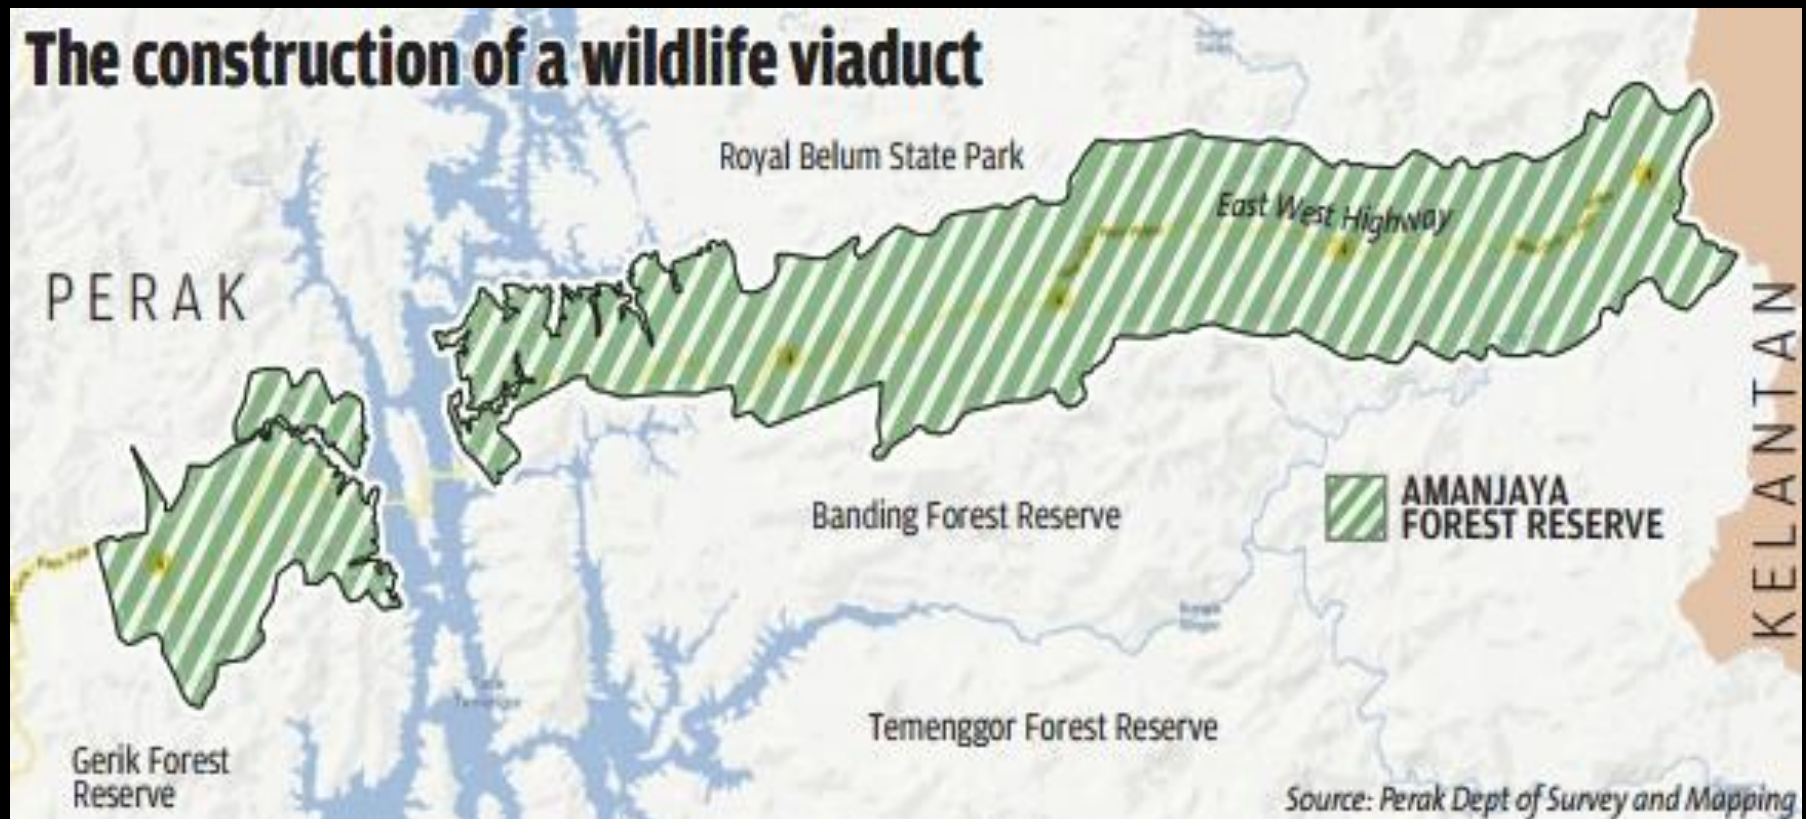 The construction of a wildlife viaduct
Royal Belum State Park
East West Highway
PERAK
KELANTAN
AMANJAYA
FOREST RESERVE
Banding Forest Reserve
Temenggor Forest Reserve
Gerik Forest
Reserve
Source: Perak Dept of Survey and Mapping